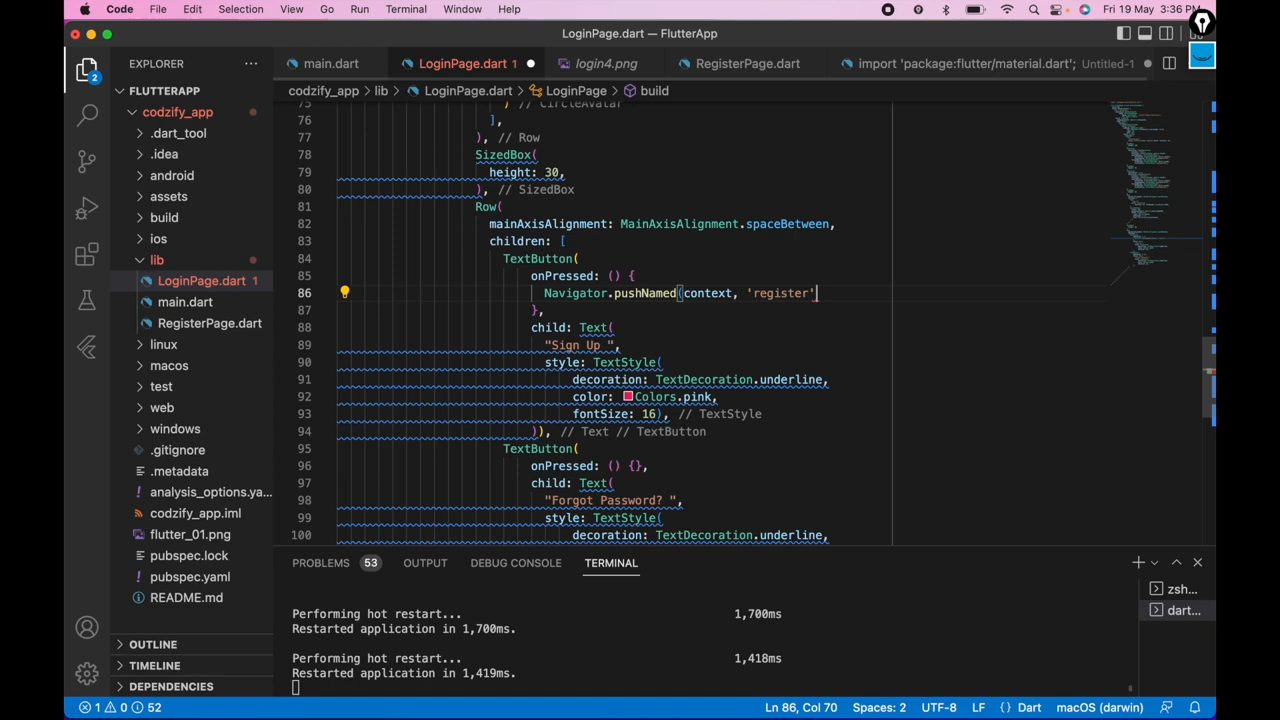 Code File Edit Selection View Go Run Terminal Window Help Fri 19 May 3:36 PM
LoginPage.dart — FlutterApp
EXPLORER
main.dart LoginPage.dart 1 login4.png RegisterPage.dart import 'package:flutter/material.dart'; Untitled-1
codzify_app > lib > LoginPage.dart > LoginPage > build
2
FLUTTERAPP
codzify_app
.dart_tool
.idea
android
assets
build
ios
lib
LoginPage.dart 1
main.dart
RegisterPage.dart
linux
macos
test
web
windows
.gitignore
.metadata
analysis_options.ya...
codzify_app.iml
flutter_01.png
pubspec.lock
pubspec.yaml
README.md
OUTLINE
TIMELINE
DEPENDENCIES
75 ) // CircleAvatar
76 ],
77 ), // Row
78 SizedBox(
79 height: 30,
80 ), // SizedBox
81 Row(
82 mainAxisAlignment: MainAxisAlignment.spaceBetween,
83 children: [
84 TextButton(
85 onPressed: () {
86 Navigator.pushNamed(context, 'register'
87 },
88 child: Text(
89 "Sign Up ",
90 style: TextStyle(
91 decoration: TextDecoration.underline,
92 color: Colors.pink,
93 fontSize: 16), // TextStyle
94 )), // Text // TextButton
95 TextButton(
96 onPressed: () {},
97 child: Text(
98 "Forgot Password? ",
99 style: TextStyle(
100 decoration: TextDecoration.underline,
PROBLEMS 53 OUTPUT DEBUG CONSOLE TERMINAL
Performing hot restart... 1,700ms
Restarted application in 1,700ms.
Performing hot restart... 1,418ms
Restarted application in 1,419ms.
zsh...
dart...
1 0 52 Ln 86, Col 70 Spaces: 2 UTF-8 LF {} Dart macOS (darwin)